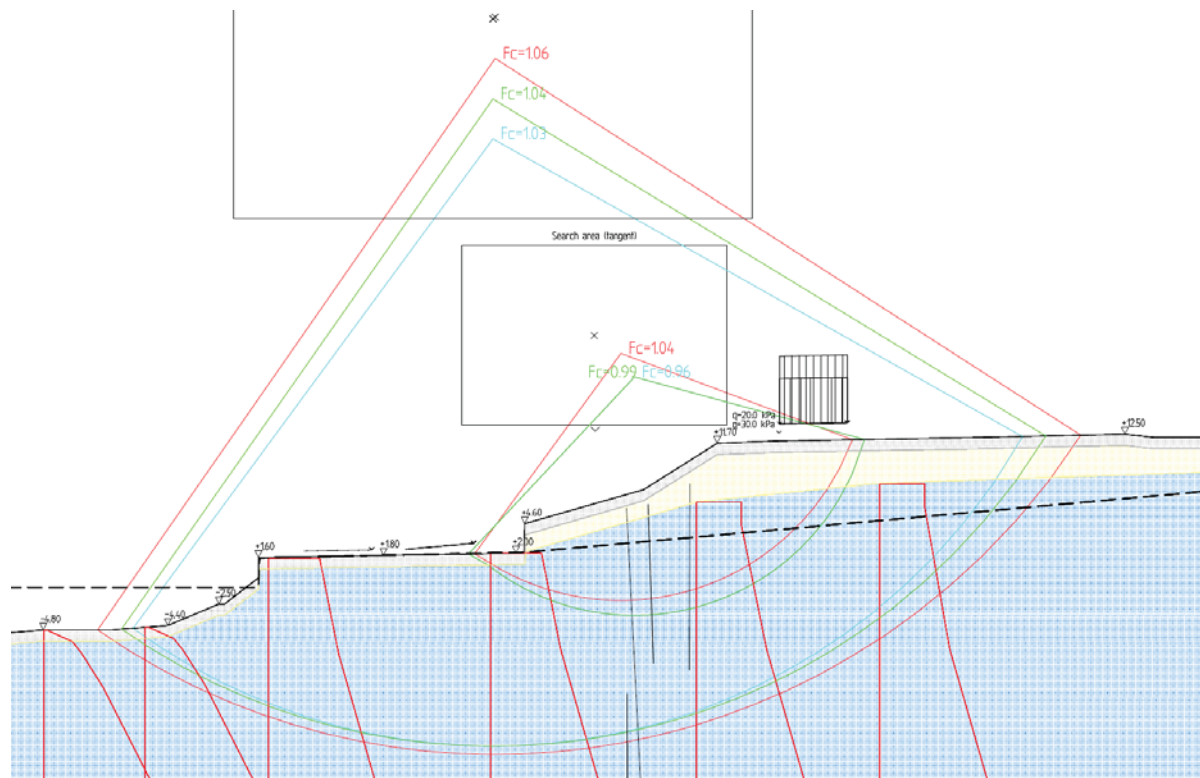 Fc=1.06
Fc=1.04
Fc=1.03
Search area (tangent)
Fc=1.04
Fc=0.99 Fc=0.96
q=20.0 kPa
q=30.0 kPa
+11.70
+12.50
+4.60
+2.00
+1.80
+1.60
-2.50
-4.40
-4.80